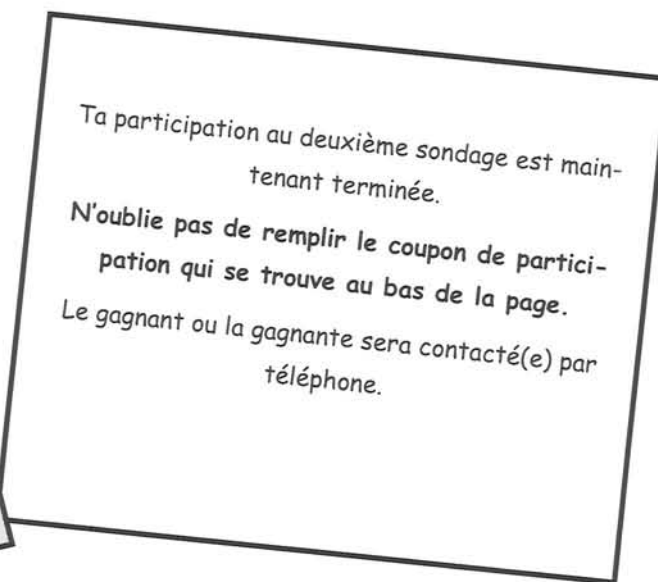 Ta participation au deuxième sondage est main-
tenant terminée.
N'oublie pas de remplir le coupon de partici-
pation qui se trouve au bas de la page.
Le gagnant ou la gagnante sera contacté(e) par
téléphone.